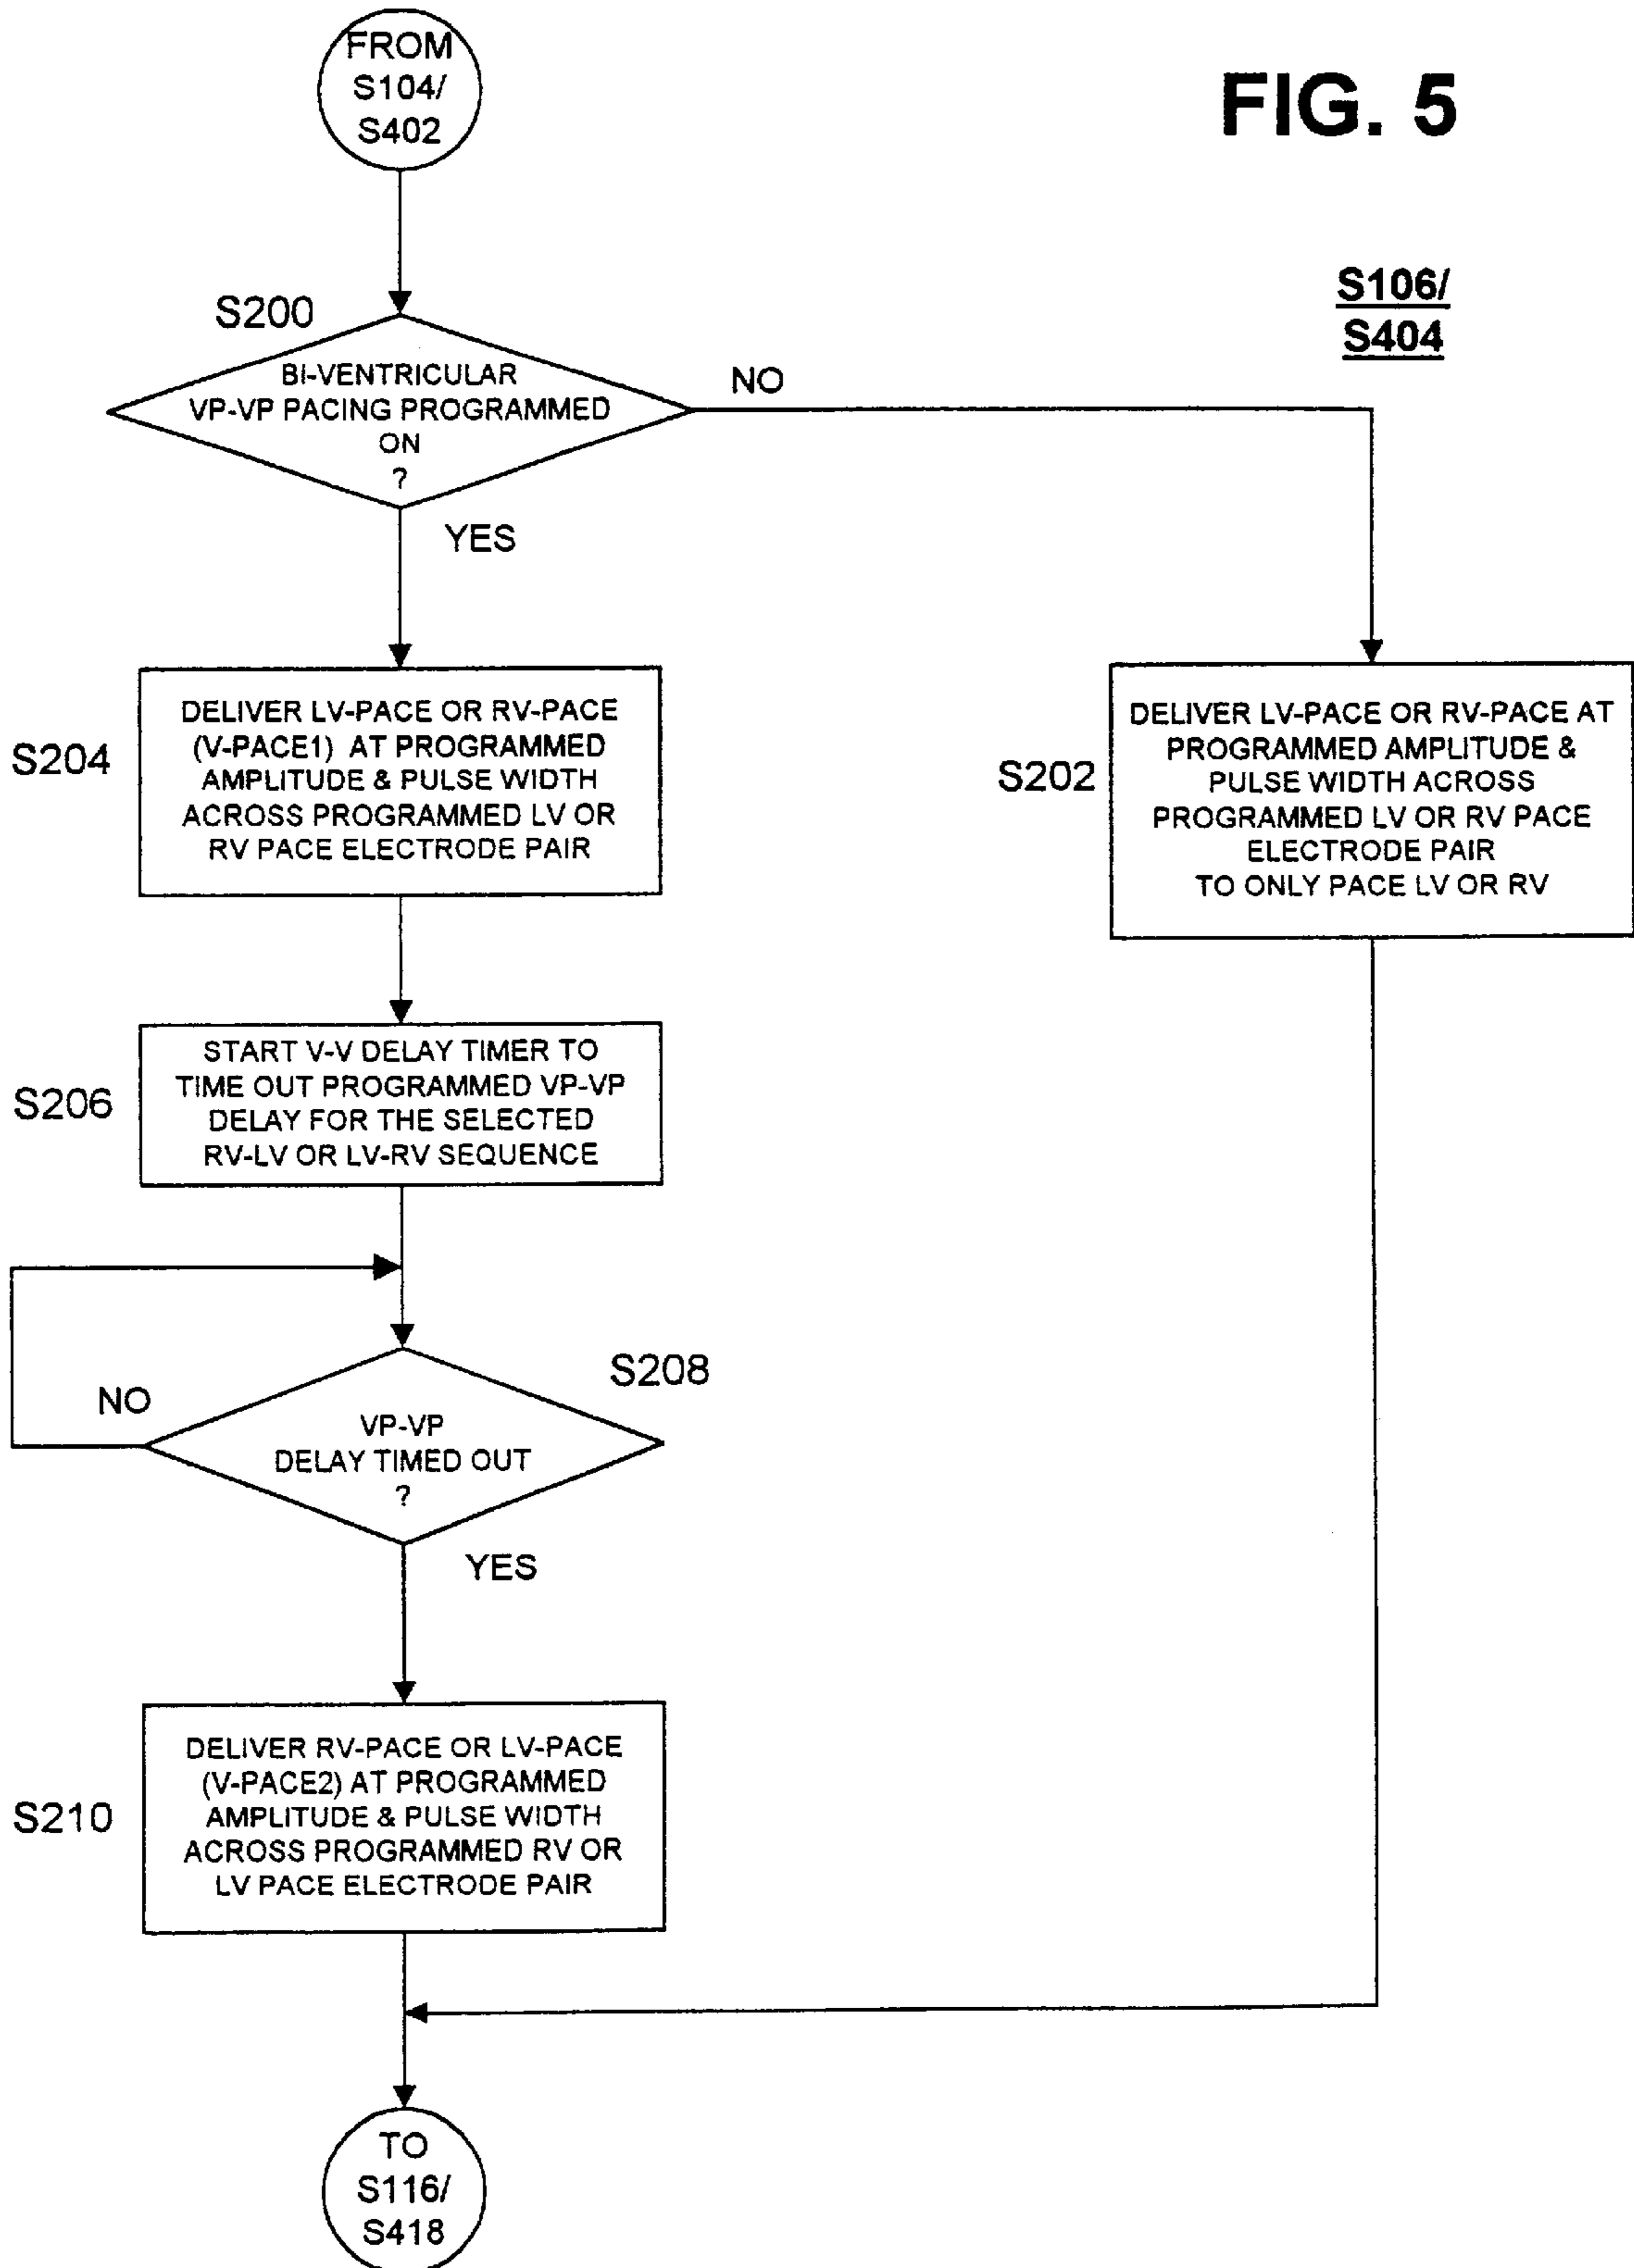 FROM
S104/
S402
FIG. 5
S106/
S404
S200
BI-VENTRICULAR
VP-VP PACING PROGRAMMED
ON
?
NO
YES
S204
DELIVER LV-PACE OR RV-PACE
(V-PACE1) AT PROGRAMMED
AMPLITUDE & PULSE WIDTH
ACROSS PROGRAMMED LV OR
RV PACE ELECTRODE PAIR
S202
DELIVER LV-PACE OR RV-PACE AT
PROGRAMMED AMPLITUDE &
PULSE WIDTH ACROSS
PROGRAMMED LV OR RV PACE
ELECTRODE PAIR
TO ONLY PACE LV OR RV
S206
START V-V DELAY TIMER TO
TIME OUT PROGRAMMED VP-VP
DELAY FOR THE SELECTED
RV-LV OR LV-RV SEQUENCE
S208
NO
VP-VP
DELAY TIMED OUT
?
YES
S210
DELIVER RV-PACE OR LV-PACE
(V-PACE2) AT PROGRAMMED
AMPLITUDE & PULSE WIDTH
ACROSS PROGRAMMED RV OR
LV PACE ELECTRODE PAIR
TO
S116/
S418